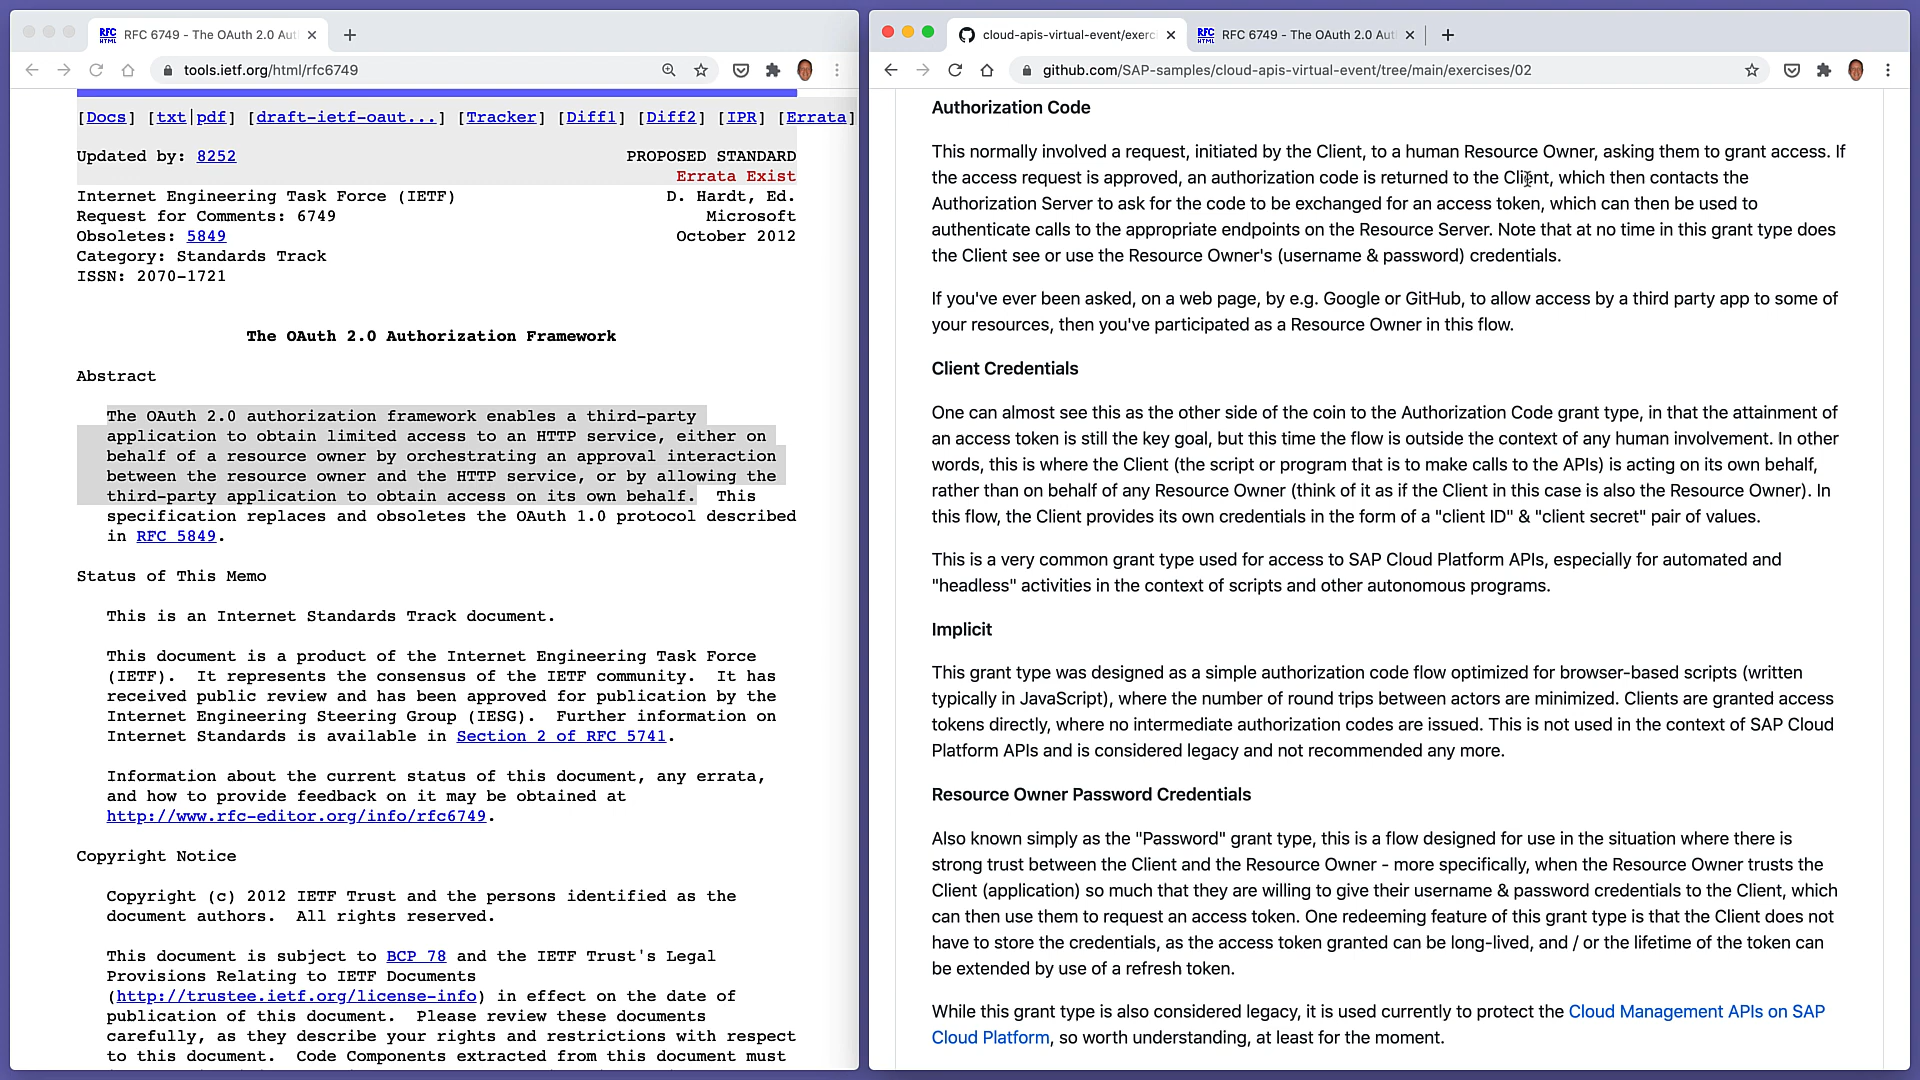 RFC 6749 - The OAuth 2.0 Aut
tools.ietf.org/html/rfc6749
[Docs] [txt|pdf] [draft-ietf-oaut...] [Tracker] [Diff1] [Diff2] [IPR] [Errata]
Updated by: 8252 PROPOSED STANDARD
Errata Exist
Internet Engineering Task Force (IETF) D. Hardt, Ed.
Request for Comments: 6749 Microsoft
Obsoletes: 5849 October 2012
Category: Standards Track
ISSN: 2070-1721
The OAuth 2.0 Authorization Framework
Abstract
The OAuth 2.0 authorization framework enables a third-party
application to obtain limited access to an HTTP service, either on
behalf of a resource owner by orchestrating an approval interaction
between the resource owner and the HTTP service, or by allowing the
third-party application to obtain access on its own behalf. This
specification replaces and obsoletes the OAuth 1.0 protocol described
in RFC 5849.
Status of This Memo
This is an Internet Standards Track document.
This document is a product of the Internet Engineering Task Force
(IETF). It represents the consensus of the IETF community. It has
received public review and has been approved for publication by the
Internet Engineering Steering Group (IESG). Further information on
Internet Standards is available in Section 2 of RFC 5741.
Information about the current status of this document, any errata,
and how to provide feedback on it may be obtained at
http://www.rfc-editor.org/info/rfc6749.
Copyright Notice
Copyright (c) 2012 IETF Trust and the persons identified as the
document authors. All rights reserved.
This document is subject to BCP 78 and the IETF Trust's Legal
Provisions Relating to IETF Documents
(http://trustee.ietf.org/license-info) in effect on the date of
publication of this document. Please review these documents
carefully, as they describe your rights and restrictions with respect
to this document. Code Components extracted from this document must
cloud-apis-virtual-event/exerci
RFC 6749 - The OAuth 2.0 Aut
github.com/SAP-samples/cloud-apis-virtual-event/tree/main/exercises/02
Authorization Code
This normally involved a request, initiated by the Client, to a human Resource Owner, asking them to grant access. If
the access request is approved, an authorization code is returned to the Client, which then contacts the
Authorization Server to ask for the code to be exchanged for an access token, which can then be used to
authenticate calls to the appropriate endpoints on the Resource Server. Note that at no time in this grant type does
the Client see or use the Resource Owner's (username & password) credentials.
If you've ever been asked, on a web page, by e.g. Google or GitHub, to allow access by a third party app to some of
your resources, then you've participated as a Resource Owner in this flow.
Client Credentials
One can almost see this as the other side of the coin to the Authorization Code grant type, in that the attainment of
an access token is still the key goal, but this time the flow is outside the context of any human involvement. In other
words, this is where the Client (the script or program that is to make calls to the APIs) is acting on its own behalf,
rather than on behalf of any Resource Owner (think of it as if the Client in this case is also the Resource Owner). In
this flow, the Client provides its own credentials in the form of a "client ID" & "client secret" pair of values.
This is a very common grant type used for access to SAP Cloud Platform APIs, especially for automated and
"headless" activities in the context of scripts and other autonomous programs.
Implicit
This grant type was designed as a simple authorization code flow optimized for browser-based scripts (written
typically in JavaScript), where the number of round trips between actors are minimized. Clients are granted access
tokens directly, where no intermediate authorization codes are issued. This is not used in the context of SAP Cloud
Platform APIs and is considered legacy and not recommended any more.
Resource Owner Password Credentials
Also known simply as the "Password" grant type, this is a flow designed for use in the situation where there is
strong trust between the Client and the Resource Owner - more specifically, when the Resource Owner trusts the
Client (application) so much that they are willing to give their username & password credentials to the Client, which
can then use them to request an access token. One redeeming feature of this grant type is that the Client does not
have to store the credentials, as the access token granted can be long-lived, and / or the lifetime of the token can
be extended by use of a refresh token.
While this grant type is also considered legacy, it is used currently to protect the Cloud Management APIs on SAP
Cloud Platform, so worth understanding, at least for the moment.